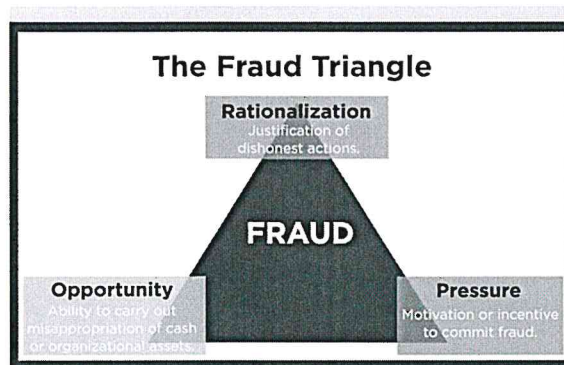 The Fraud Triangle
Rationalization
Justification of
dishonest actions.
FRAUD
Opportunity
Ability to carry out
misappropriation of cash
or organizational assets.
Pressure
Motivation or incentive
to commit fraud.